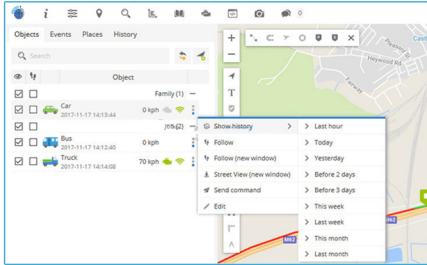 0
Objects Events Places History
Search
Object
Family (1)
Car
2017-11-17 14:13:44
0 kph
Bus
2017-11-17 14:12:40
0 kph
Truck
2017-11-17 14:14:08
70 kph
Show history
Follow
Follow (new window)
Street View (new window)
Send command
Edit
Last hour
Today
Yesterday
Before 2 days
Before 3 days
This week
Last week
This month
Last month
Heywood Rd
Fairway
M62
M62
T